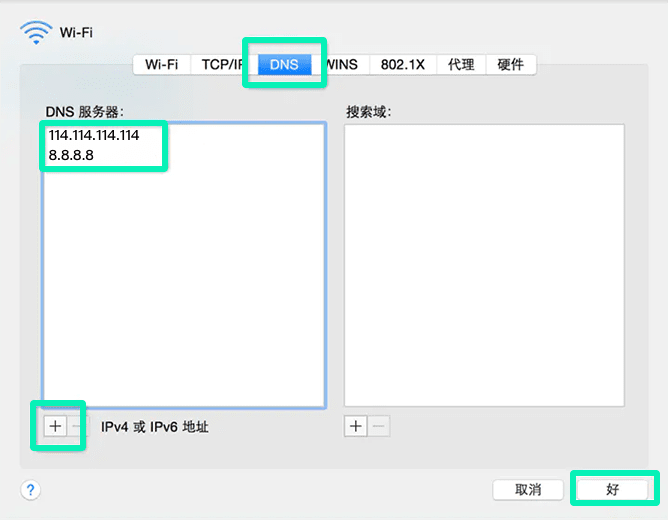 Wi-Fi
Wi-Fi TCP/IP DNS WINS 802.1X 代理 硬件
DNS 服务器: 搜索域:
114.114.114.114
8.8.8.8
+ − IPv4 或 IPv6 地址 + −
? 取消 好